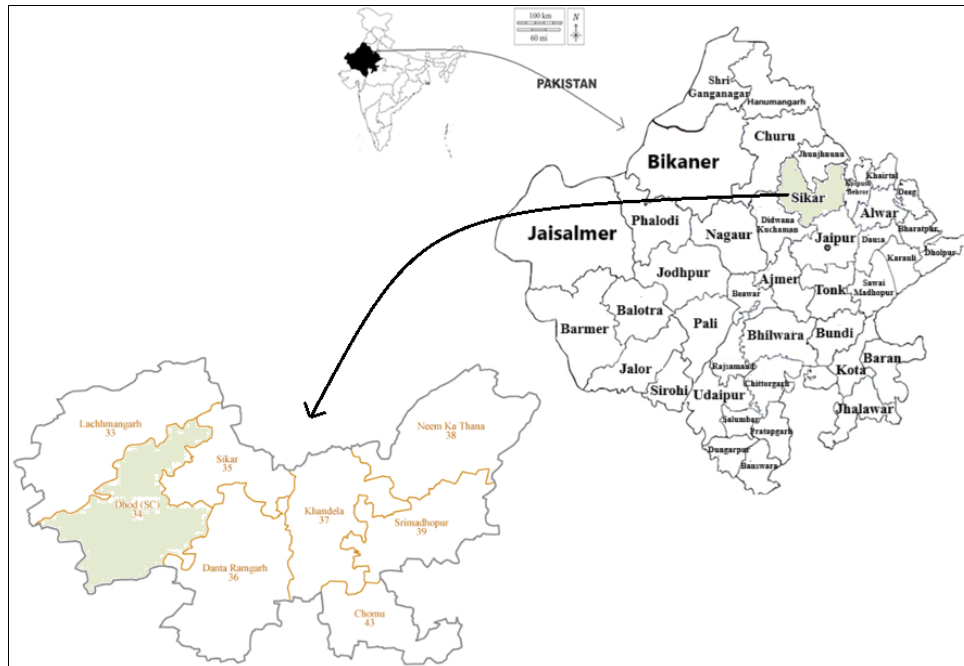 100 km
60 mi
N
PAKISTAN
Shri
Ganganagar
Hanumangarh
Churu
Jhunjhunu
Bikaner
Sikar
Behror
Khairtal
Deeg
Alwar
Jaisalmer
Phalodi
Nagaur
Didwana
Kuchaman
Jaipur
Dausa
Bharatpur
Dholpur
Karauli
Jodhpur
Ajmer
Sawai
Madhopur
Beawar
Tonk
Barmer
Balotra
Pali
Bhilwara
Bundi
Baran
Kota
Jalor
Rajsamand
Sirohi
Udaipur
Chittorgarh
Jhalawar
Salumbar
Pratapgarh
Dungarpur
Banswara
Lachhmangarh
33
Neem Ka Thana
38
Sikar
35
Dhod (SC)
34
Khandela
37
Srimadhopur
39
Danta Ramgarh
36
Chomu
43